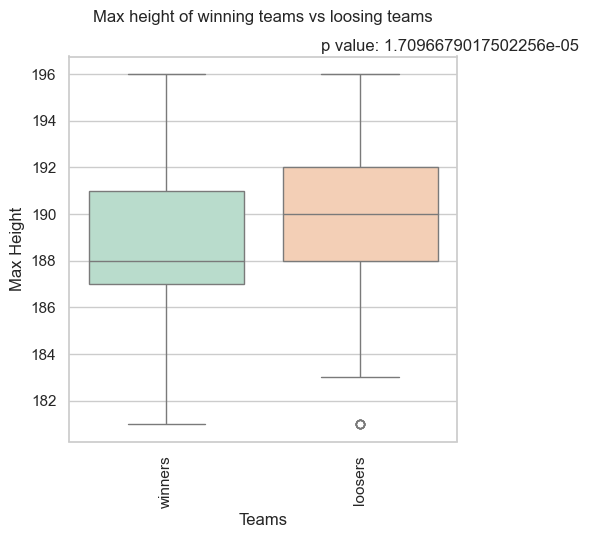 Max height of winning teams vs loosing teams
p value: 1.7096679017502256e-05
196
194
192
190
188
186
184
182
Max Height
winners
loosers
Teams